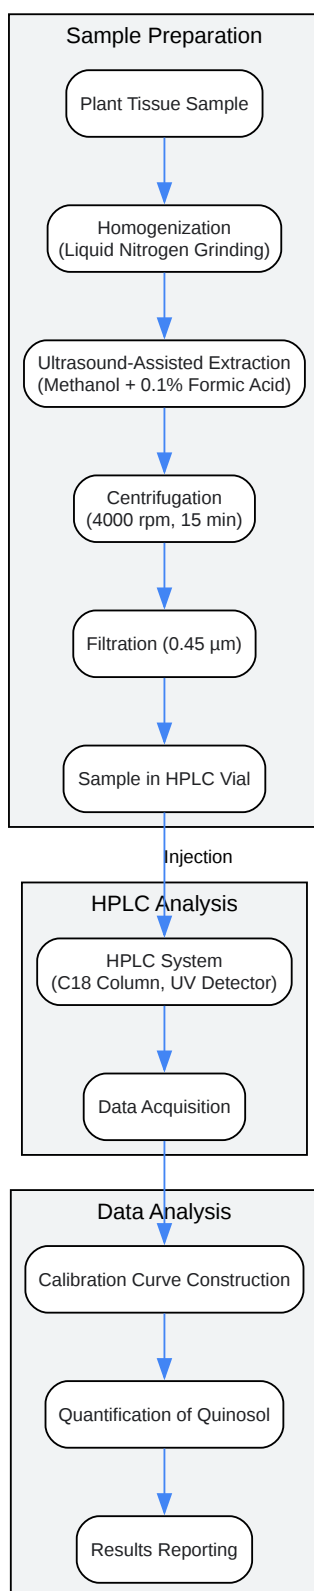 Sample Preparation
Plant Tissue Sample
Homogenization
(Liquid Nitrogen Grinding)
Ultrasound-Assisted Extraction
(Methanol + 0.1% Formic Acid)
Centrifugation
(4000 rpm, 15 min)
Filtration (0.45 µm)
Sample in HPLC Vial
Injection
HPLC Analysis
HPLC System
(C18 Column, UV Detector)
Data Acquisition
Data Analysis
Calibration Curve Construction
Quantification of Quinosol
Results Reporting